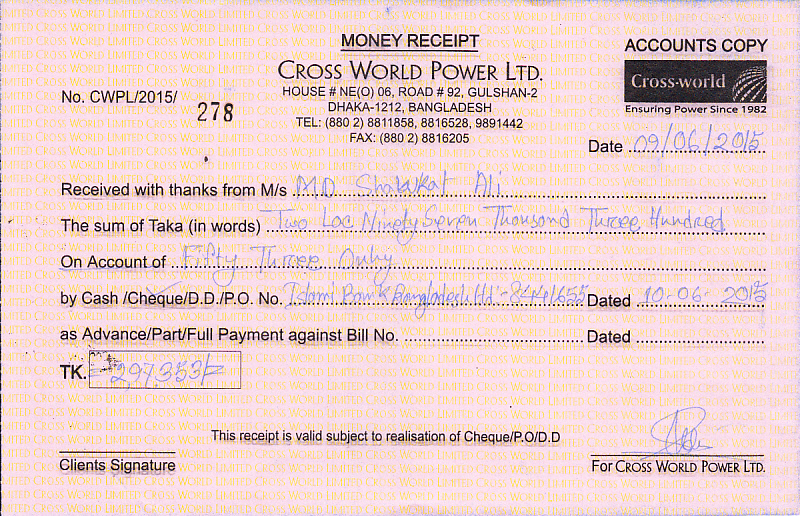 MONEY RECEIPT
ACCOUNTS COPY
CROSS WORLD POWER LTD.
Cross-world
Ensuring Power Since 1982
HOUSE # NE(O) 06, ROAD # 92, GULSHAN-2
DHAKA-1212, BANGLADESH
TEL: (880 2) 8811858, 8816528, 9891442
FAX: (880 2) 8816205
No. CWPL/2015/ 278
Date 09/06/2015
Received with thanks from M/s MD Shawkat Ali
The sum of Taka (in words) Two Lac Ninety Seven Thousand Three Hundred
On Account of Fifty Three Only
by Cash /Cheque/D.D./P.O. No. Islami Bank Bangladesh Ltd - 8441655 Dated 10-06-2015
as Advance/Part/Full Payment against Bill No. Dated
TK. 297,353/=
This receipt is valid subject to realisation of Cheque/P.O/D.D
Clients Signature
For CROSS WORLD POWER LTD.